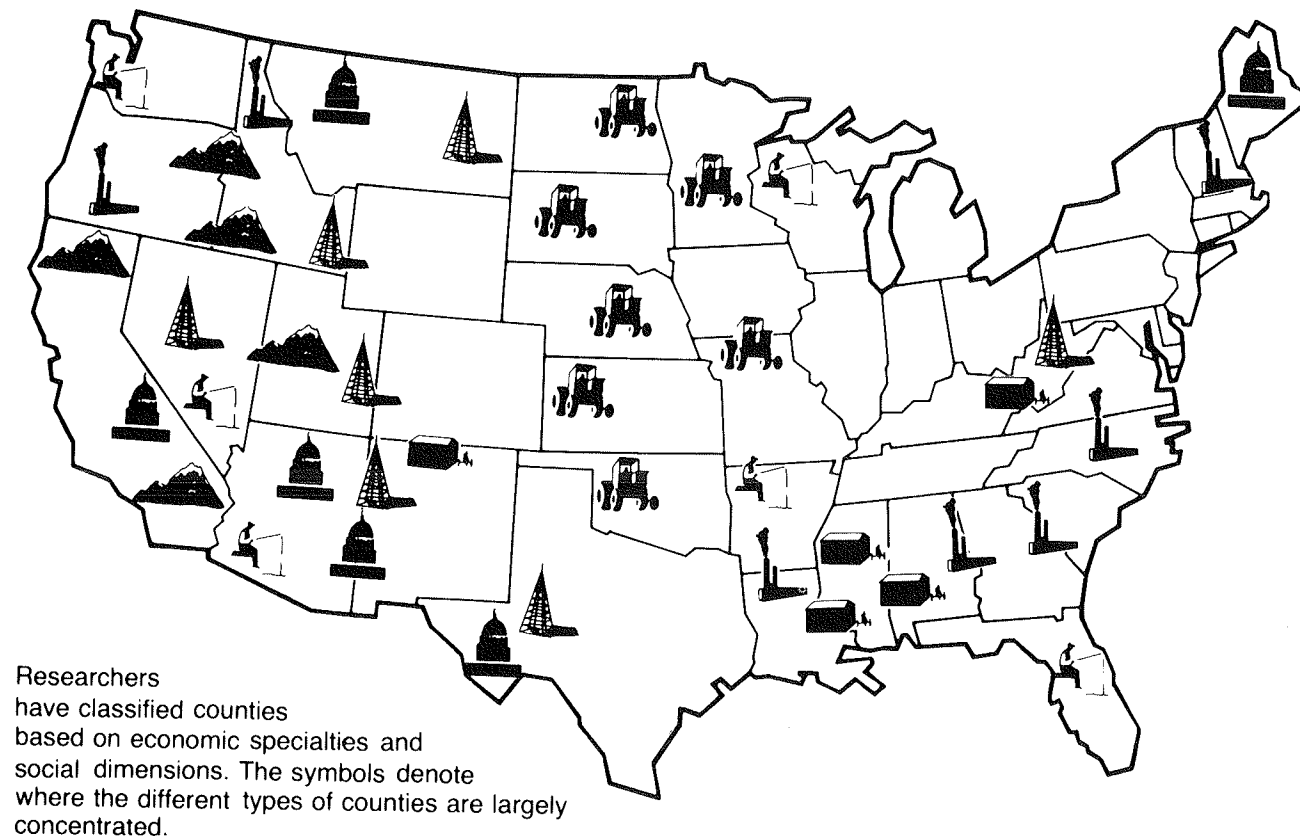 Researchers
have classified counties
based on economic specialties and
social dimensions. The symbols denote
where the different types of counties are largely
concentrated.